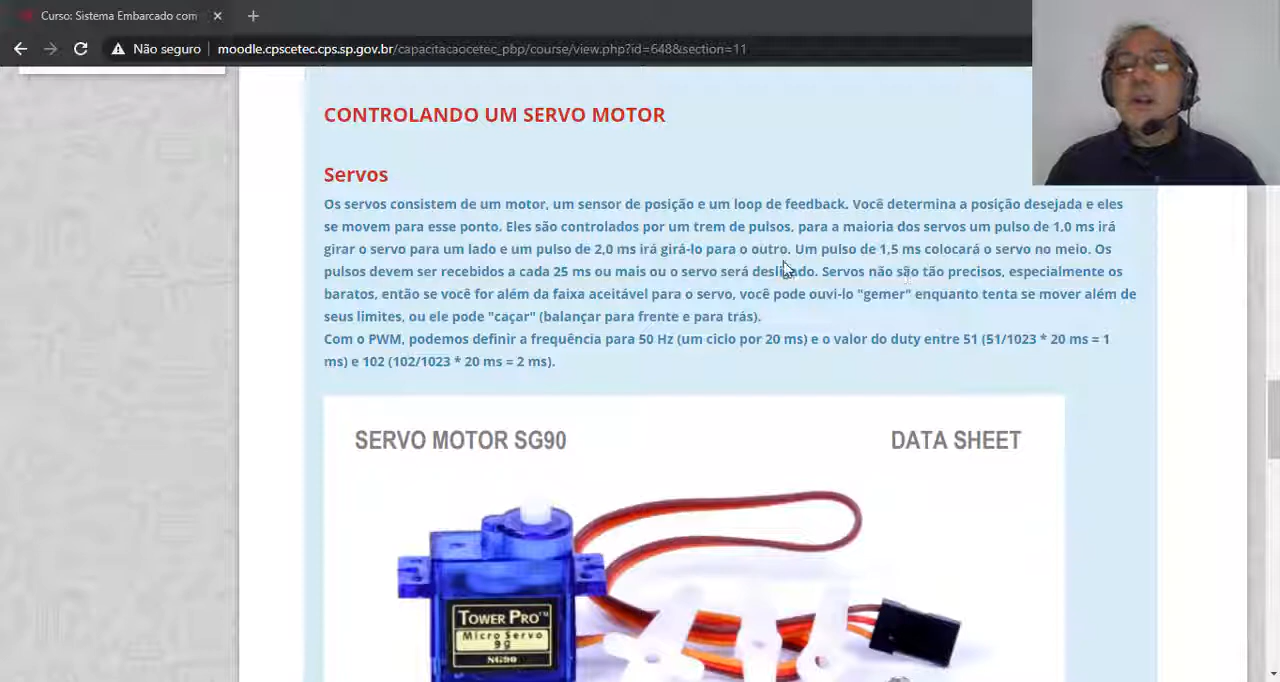 Curso: Sistema Embarcado com
Não seguro
moodle.cpscetec.cps.sp.gov.br/capacitacaocetec_pbp/course/view.php?id=648&section=11
CONTROLANDO UM SERVO MOTOR
Servos
Os servos consistem de um motor, um sensor de posição e um loop de feedback. Você determina a posição desejada e eles
se movem para esse ponto. Eles são controlados por um trem de pulsos, para a maioria dos servos um pulso de 1.0 ms irá
girar o servo para um lado e um pulso de 2,0 ms irá girá-lo para o outro. Um pulso de 1,5 ms colocará o servo no meio. Os
pulsos devem ser recebidos a cada 25 ms ou mais ou o servo será desligado. Servos não são tão precisos, especialmente os
baratos, então se você for além da faixa aceitável para o servo, você pode ouvi-lo "gemer" enquanto tenta se mover além de
seus limites, ou ele pode "caçar" (balançar para frente e para trás).
Com o PWM, podemos definir a frequência para 50 Hz (um ciclo por 20 ms) e o valor do duty entre 51 (51/1023 * 20 ms = 1
ms) e 102 (102/1023 * 20 ms = 2 ms).
SERVO MOTOR SG90
DATA SHEET
TOWER PRO™
Micro Servo
9g
SG90